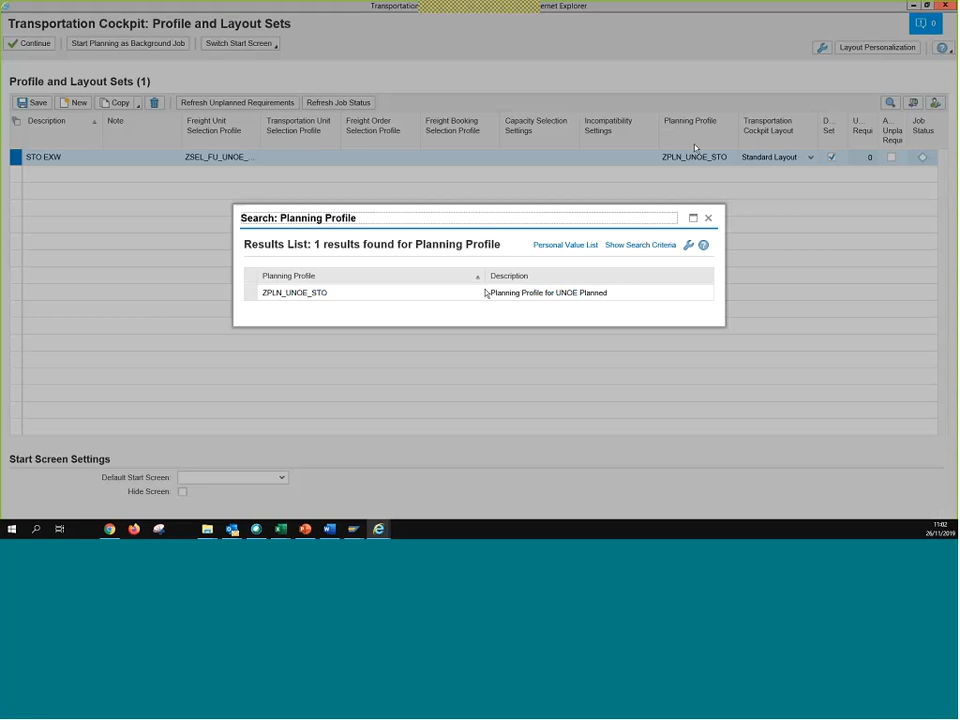 Transportation
ernet Explorer
Transportation Cockpit: Profile and Layout Sets
0
Continue
Start Planning as Background Job
Switch Start Screen
Layout Personalization
Profile and Layout Sets (1)
Save
New
Copy
Refresh Unplanned Requirements
Refresh Job Status
Description
Note
Freight Unit
Selection Profile
Transportation Unit
Selection Profile
Freight Order
Selection Profile
Freight Booking
Selection Profile
Capacity Selection
Settings
Incompatibility
Settings
Planning Profile
Transportation
Cockpit Layout
D...
Set
U...
Requi
A...
Unpla
Requi
Job
Status
STO EXW
ZSEL_FU_UNOE_...
ZPLN_UNOE_STO
Standard Layout
0
Search: Planning Profile
Results List: 1 results found for Planning Profile
Personal Value List
Show Search Criteria
Planning Profile
Description
ZPLN_UNOE_STO
Planning Profile for UNOE Planned
Start Screen Settings
Default Start Screen:
Hide Screen:
11:02
26/11/2019